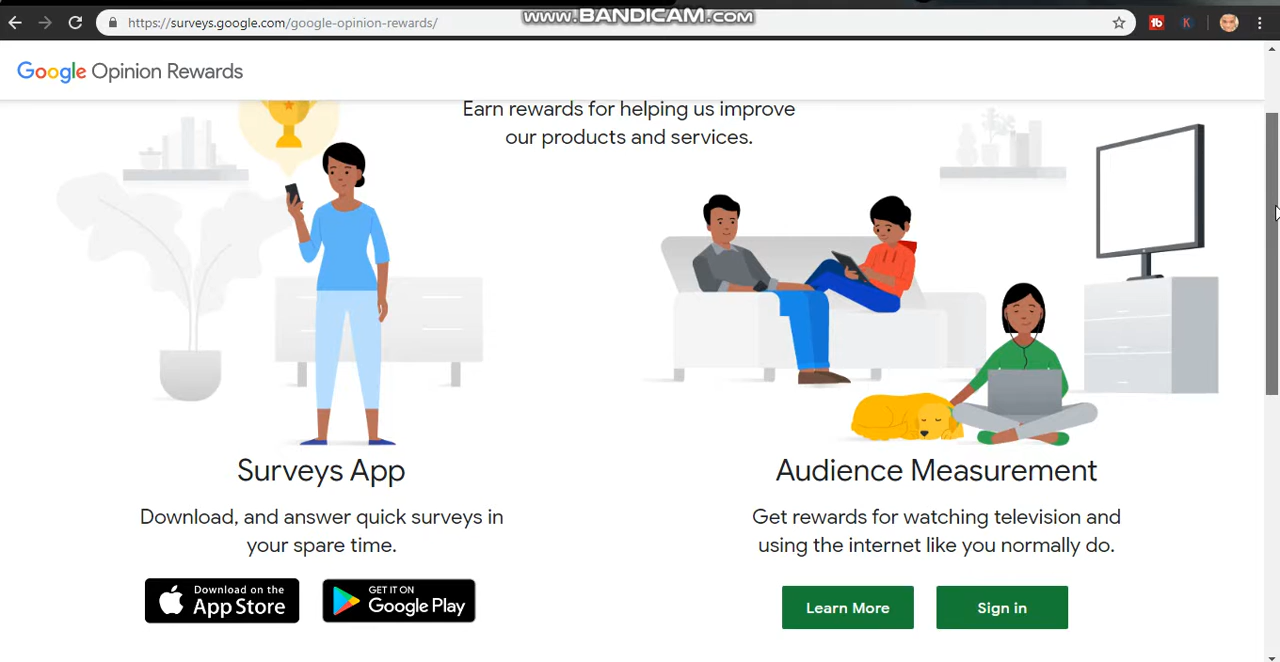 https://surveys.google.com/google-opinion-rewards/
www.BANDICAM.com
Google Opinion Rewards
Earn rewards for helping us improve
our products and services.
Surveys App
Download, and answer quick surveys in
your spare time.
Download on the
App Store
GET IT ON
Google Play
Audience Measurement
Get rewards for watching television and
using the internet like you normally do.
Learn More
Sign in